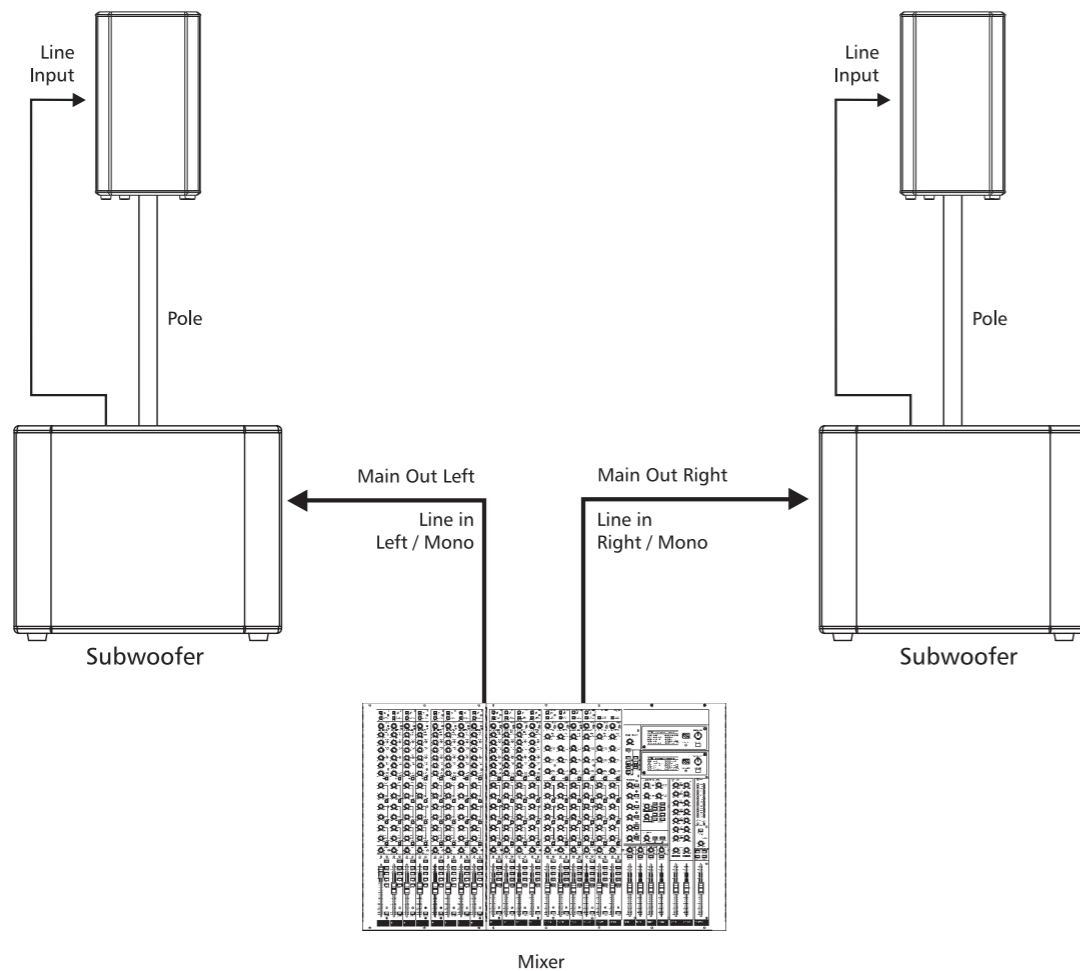 Line
Input
Line
Input
Pole
Pole
Main Out Left
Line in
Left / Mono
Main Out Right
Line in
Right / Mono
Subwoofer
Subwoofer
Mixer